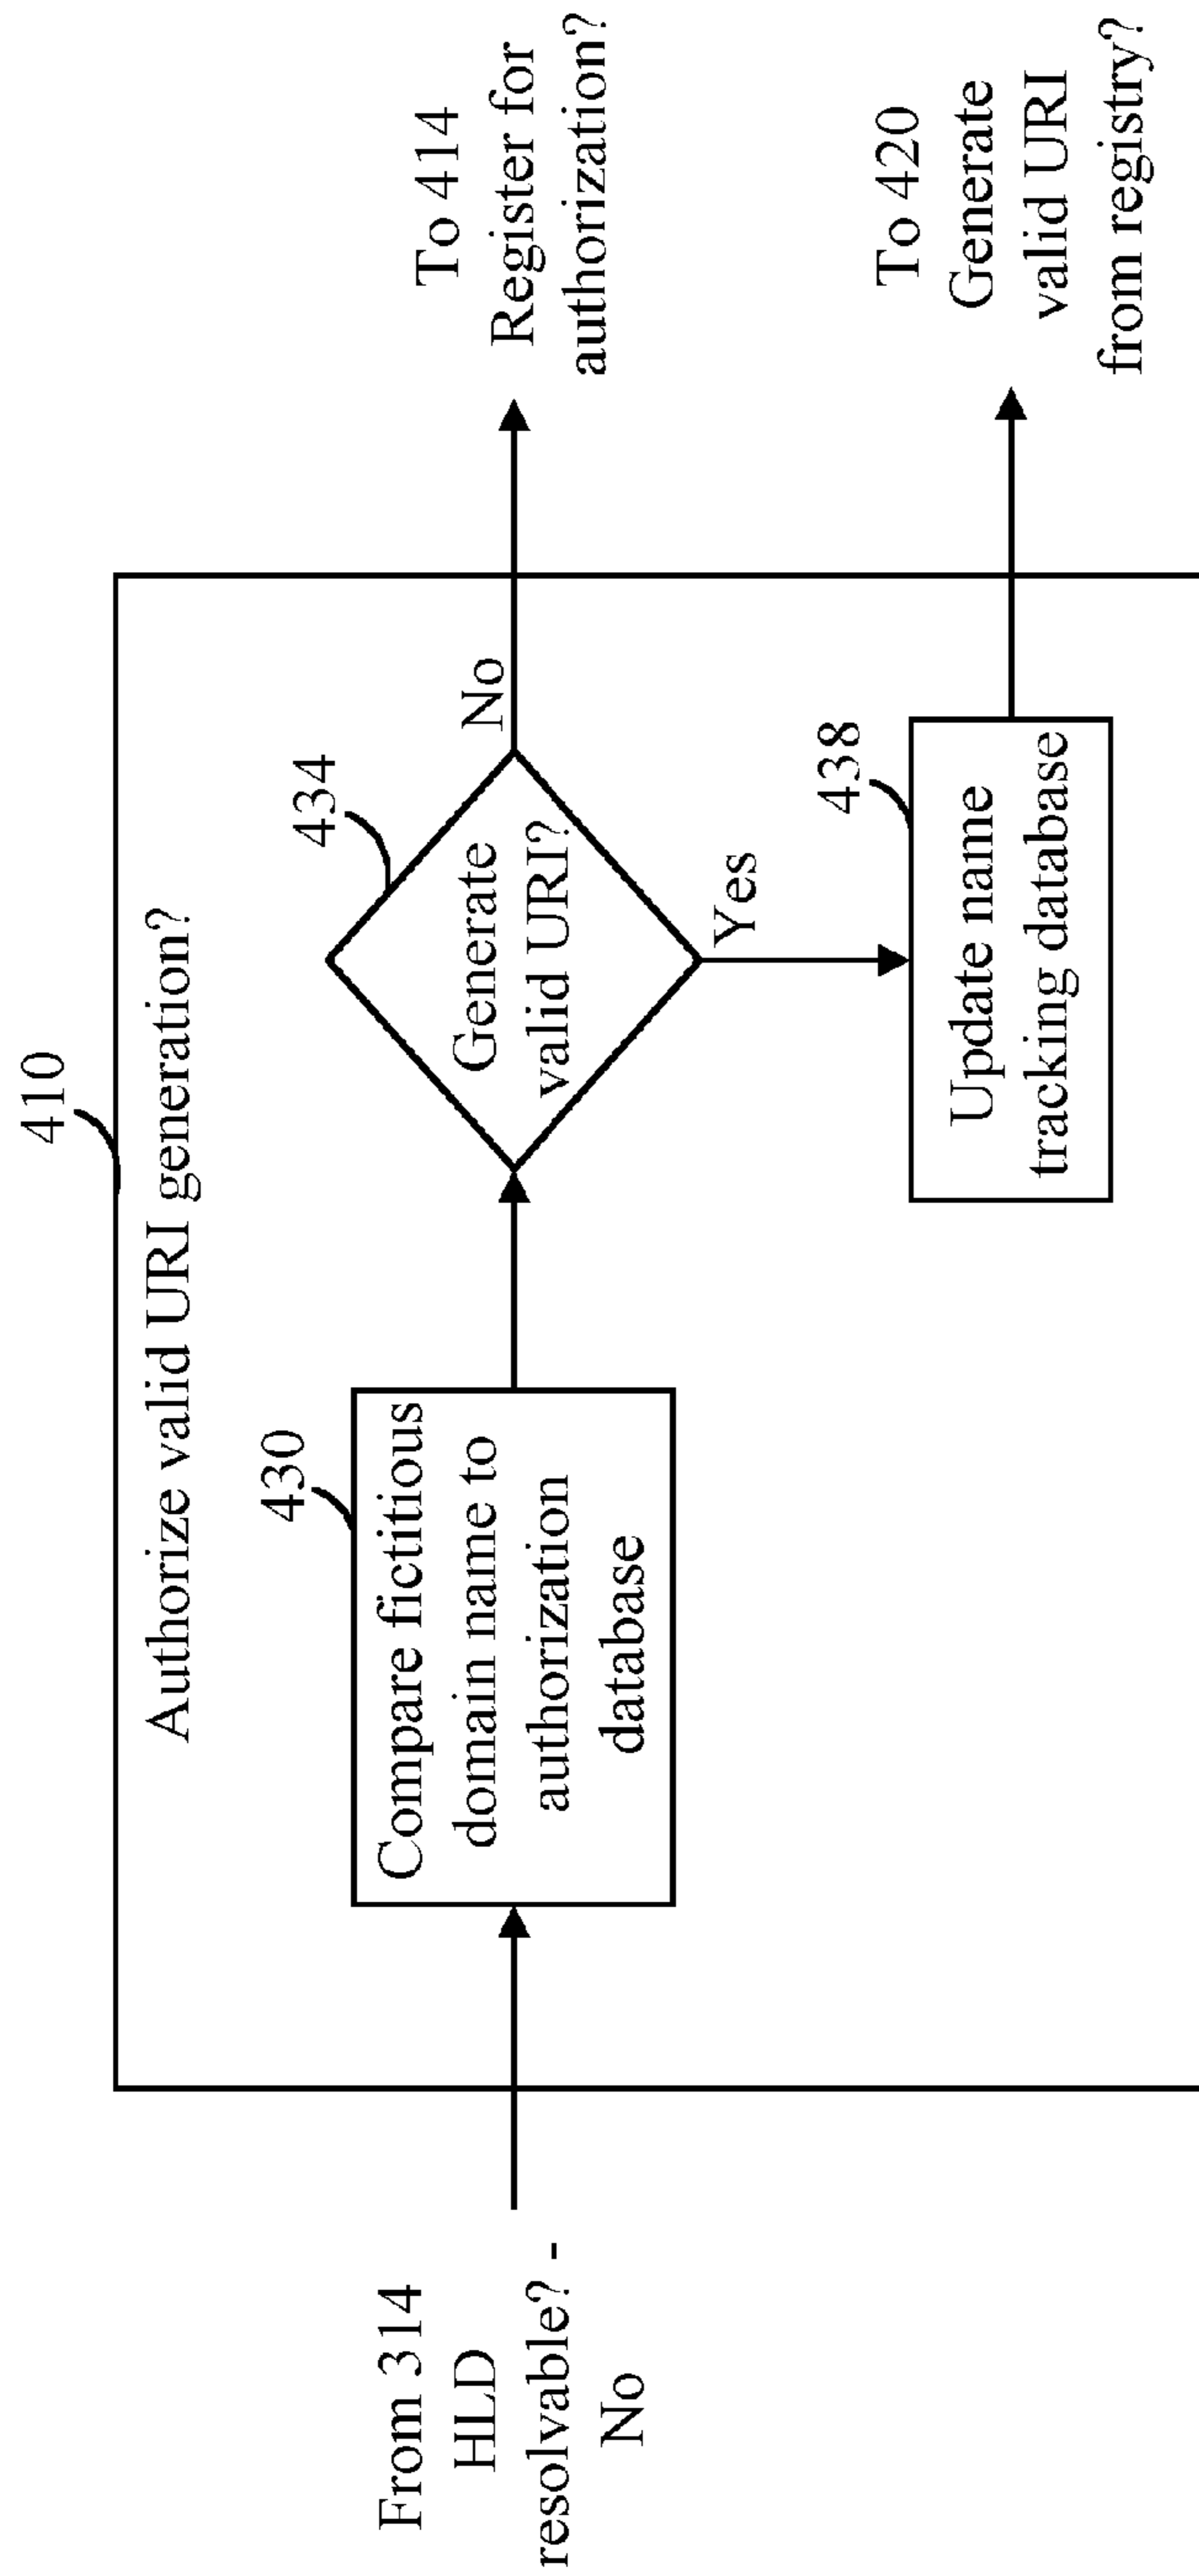 410
Authorize valid URI generation?
From 314
HLD
resolvable? -
No
430
Compare fictitious
domain name to
authorization
database
434
Generate
valid URI?
No
Yes
To 414
Register for
authorization?
438
Update name
tracking database
To 420
Generate
valid URI
from registry?